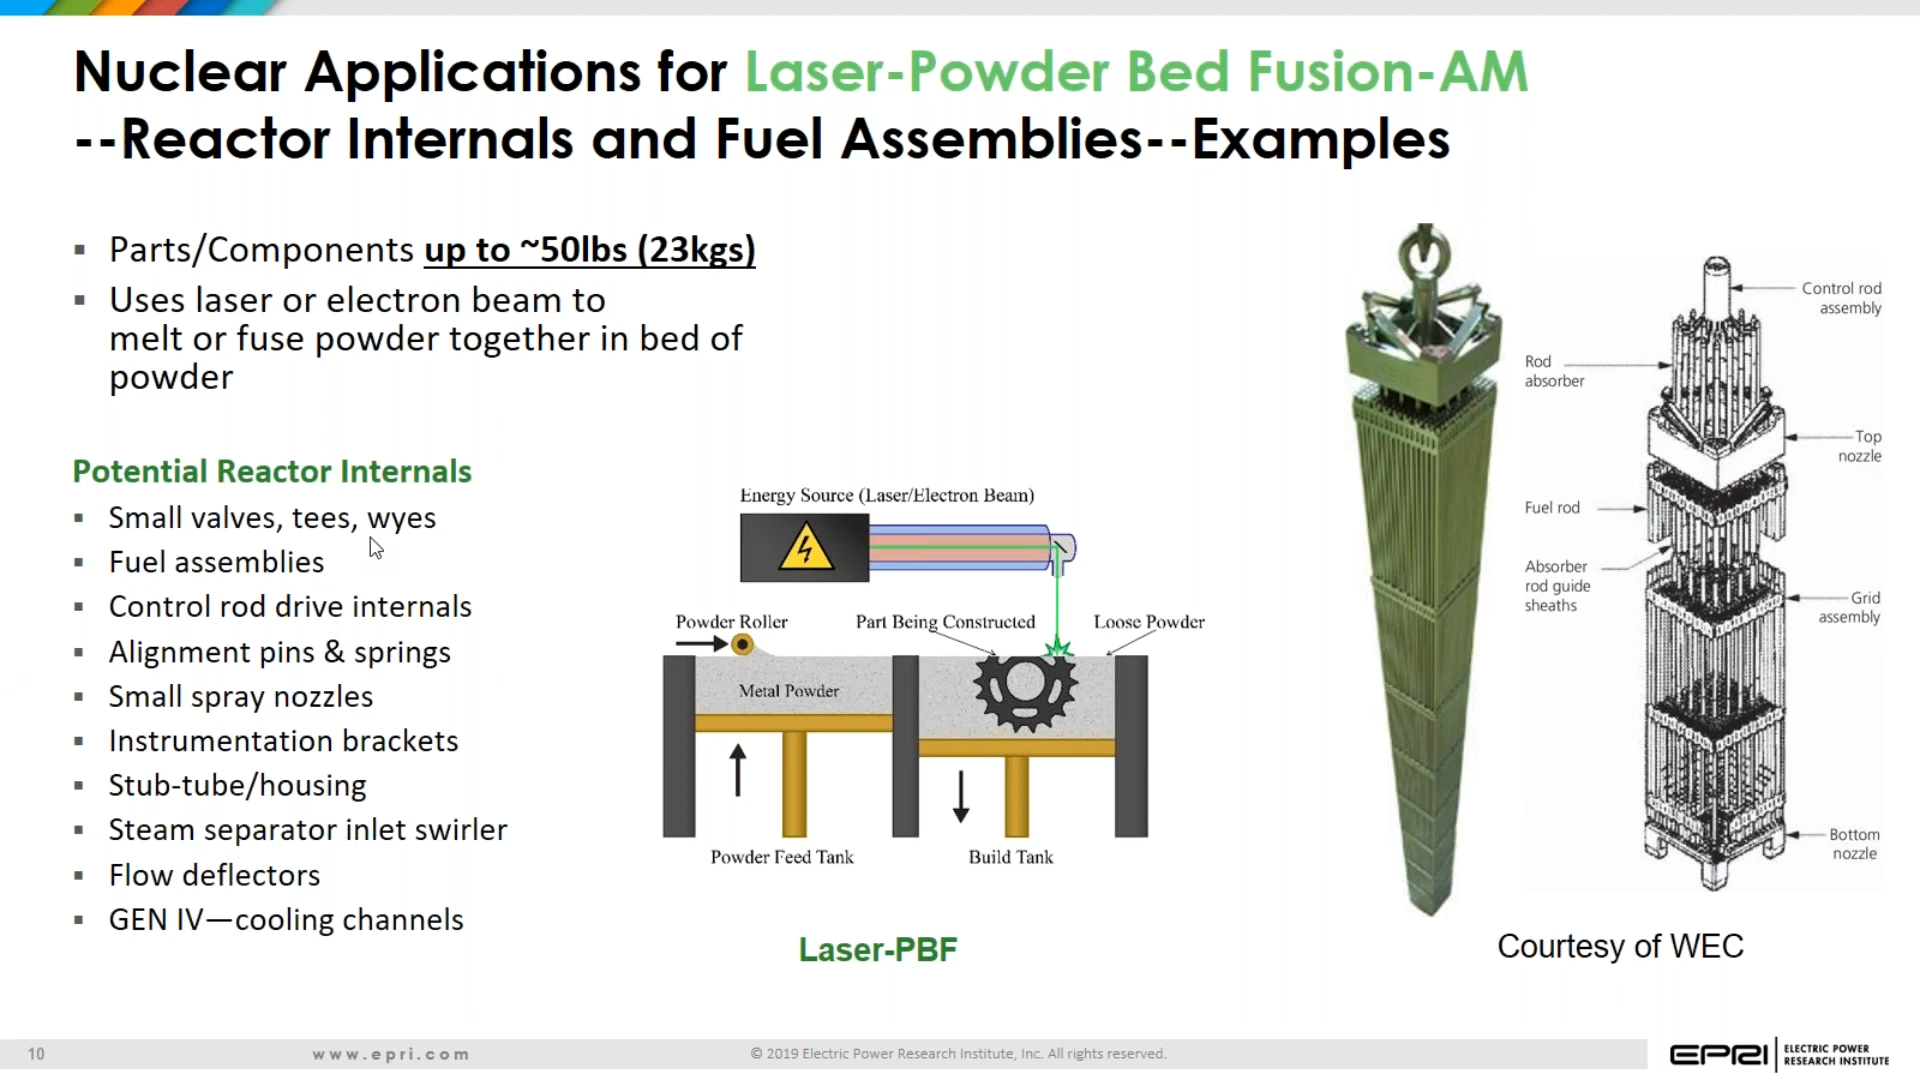 Nuclear Applications for Laser-Powder Bed Fusion-AM
--Reactor Internals and Fuel Assemblies--Examples
▪ Parts/Components up to ~50lbs (23kgs)
▪ Uses laser or electron beam to
melt or fuse powder together in bed of
powder
Potential Reactor Internals
▪ Small valves, tees, wyes
▪ Fuel assemblies
▪ Control rod drive internals
▪ Alignment pins & springs
▪ Small spray nozzles
▪ Instrumentation brackets
▪ Stub-tube/housing
▪ Steam separator inlet swirler
▪ Flow deflectors
▪ GEN IV—cooling channels
Energy Source (Laser/Electron Beam)
Powder Roller
Part Being Constructed
Loose Powder
Metal Powder
Powder Feed Tank
Build Tank
Laser-PBF
Control rod
assembly
Rod
absorber
Top
nozzle
Fuel rod
Absorber
rod guide
sheaths
Grid
assembly
Bottom
nozzle
Courtesy of WEC
10
www.epri.com
© 2019 Electric Power Research Institute, Inc. All rights reserved.
EPRI
ELECTRIC POWER
RESEARCH INSTITUTE